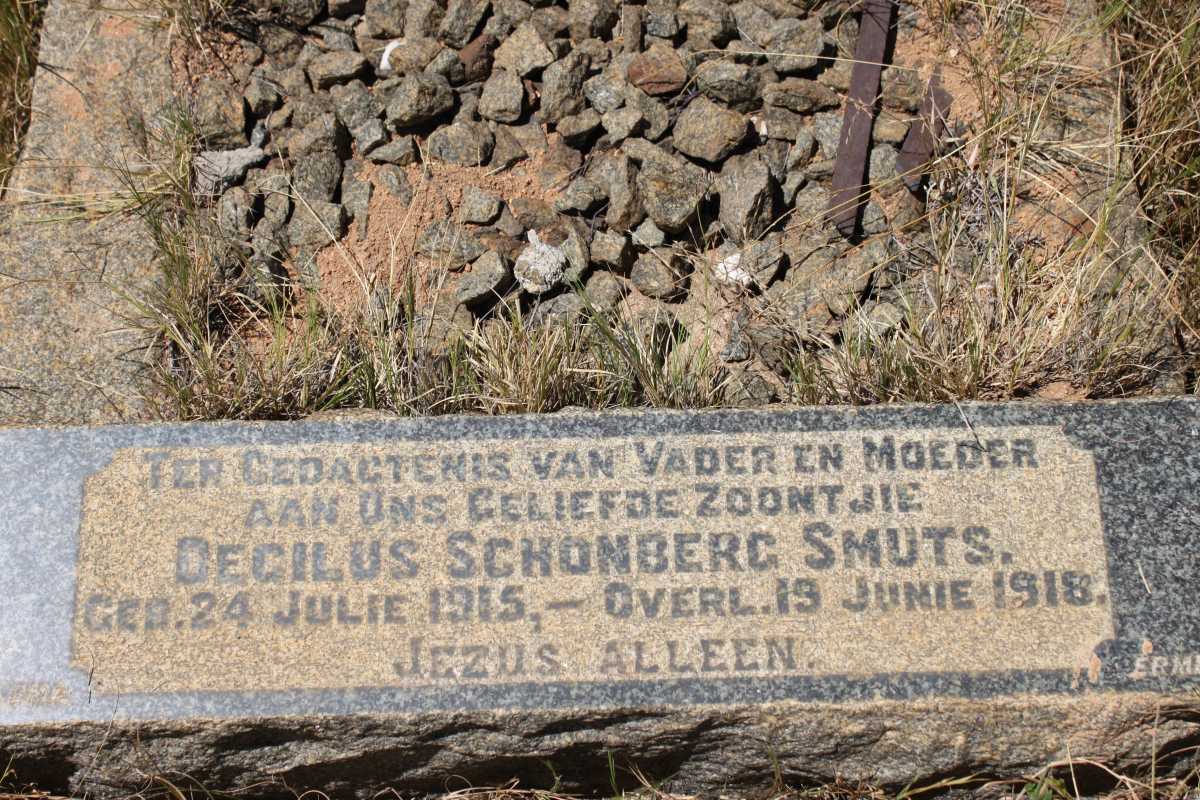 TER GEDACTENIS VAN VADER EN MOEDER
AAN ONS GELIEFDE ZOONTJIE
DECILUS SCHONBERG SMUTS.
GEB. 24 JULIE 1915, — OVERL. 19 JUNIE 1918.
JEZUS ALLEEN.